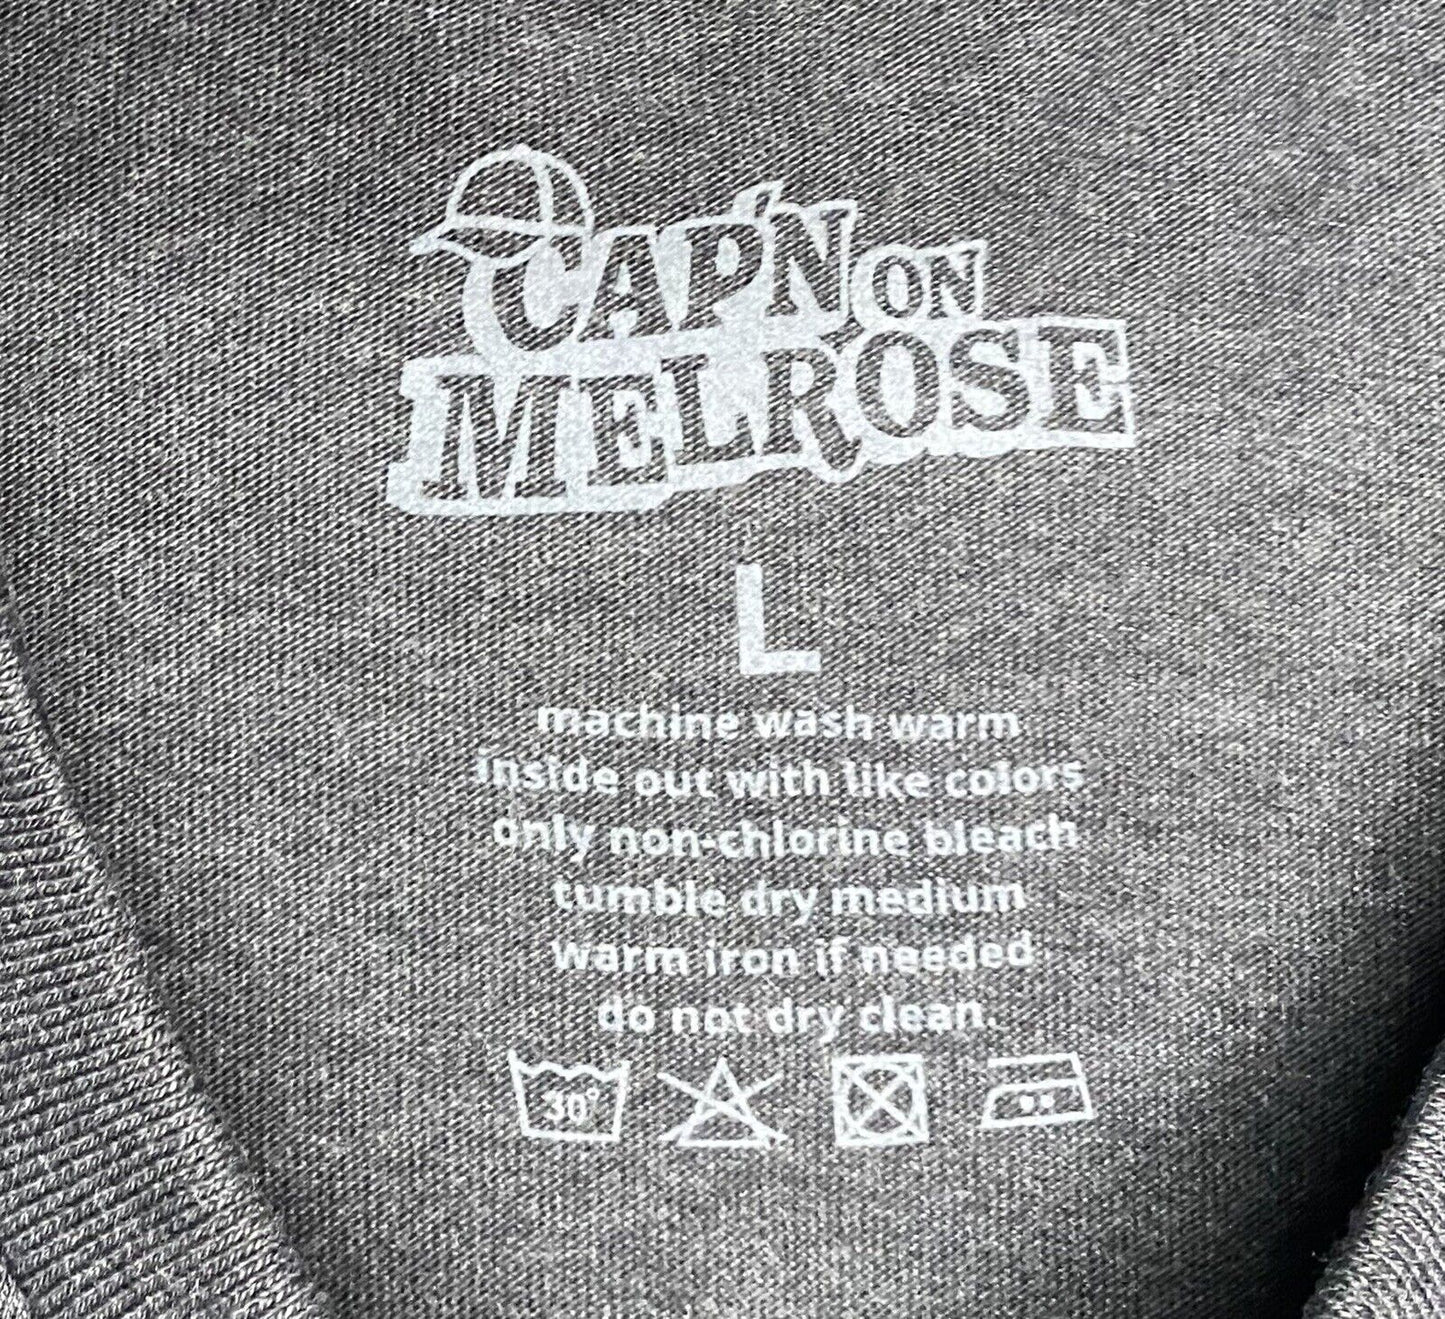 CAP'N ON
MELROSE
L
machine wash warm
inside out with like colors
only non-chlorine bleach
tumble dry medium
warm iron if needed
do not dry clean.
30°